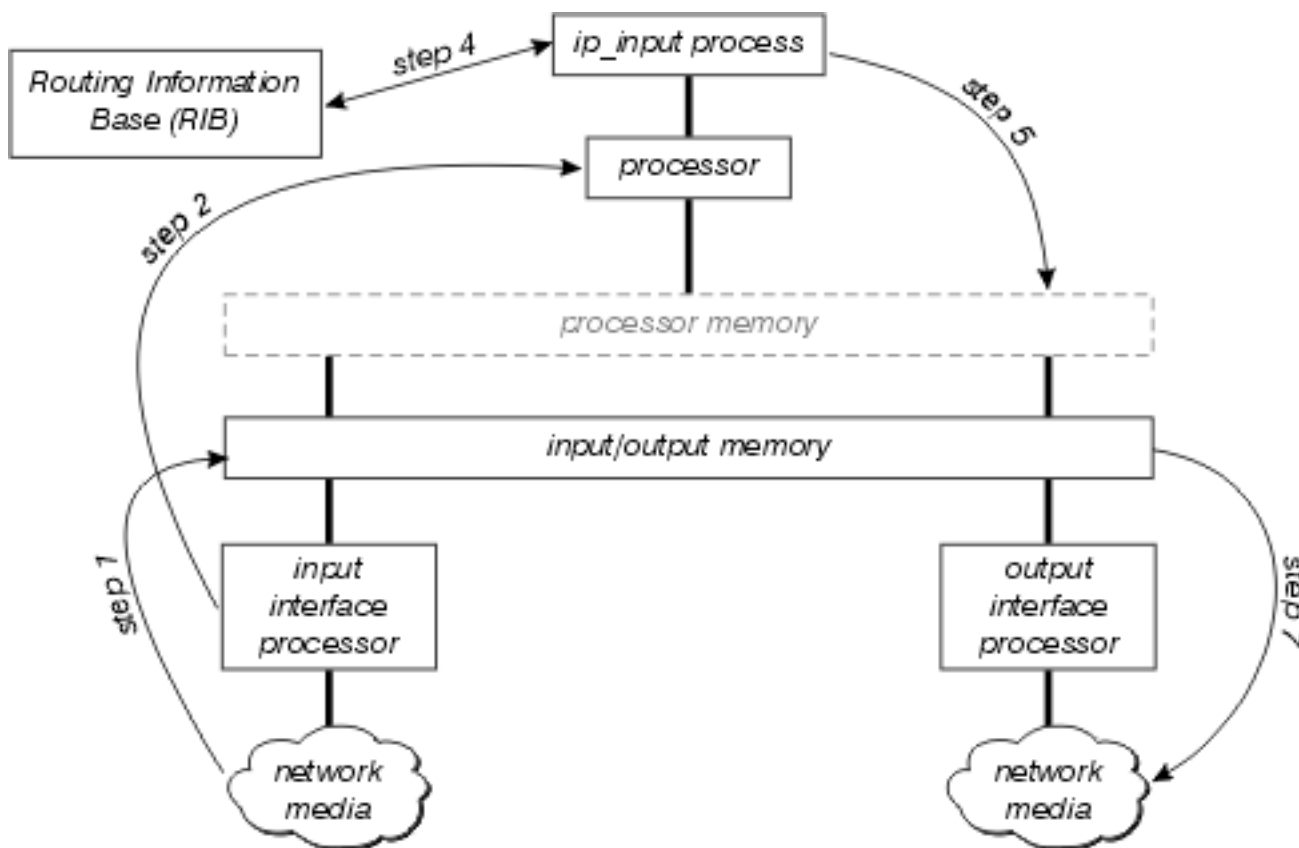 ip_input process
step 4
Routing Information
Base (RIB)
step 5
processor
step 2
processor memory
input/output memory
step 1
input
interface
processor
output
interface
processor
step 7
network
media
network
media